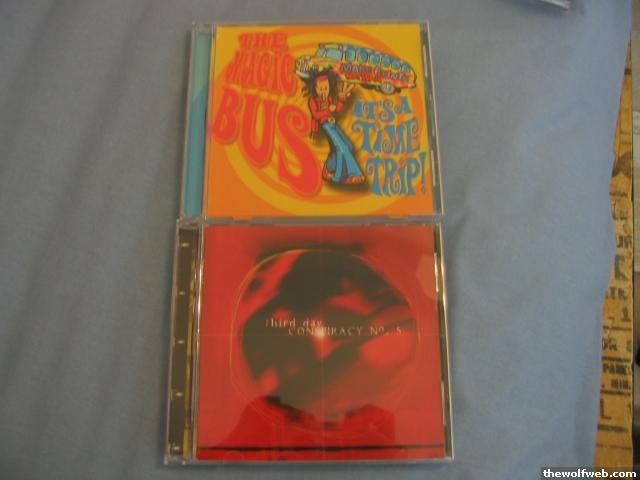 THE
MAGIC
BUS
IT'S A
TIME
TRIP!
third day
CONSPIRACY No. 5
thewolfweb.com